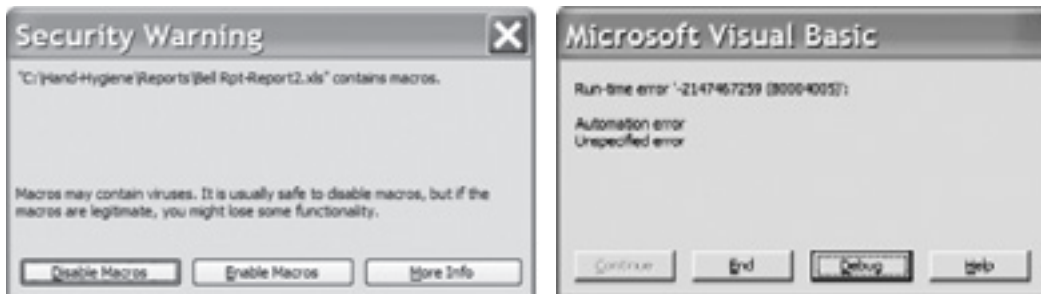 Security Warning
"C:\Hand-Hygiene\Reports\Bell Rpt-Report2.xls" contains macros.
Macros may contain viruses. It is usually safe to disable macros, but if the
macros are legitimate, you might lose some functionality.
Disable Macros
Enable Macros
More Info
Microsoft Visual Basic
Run-time error '-2147467259 (80004005)':
Automation error
Unspecified error
Continue
End
Debug
Help